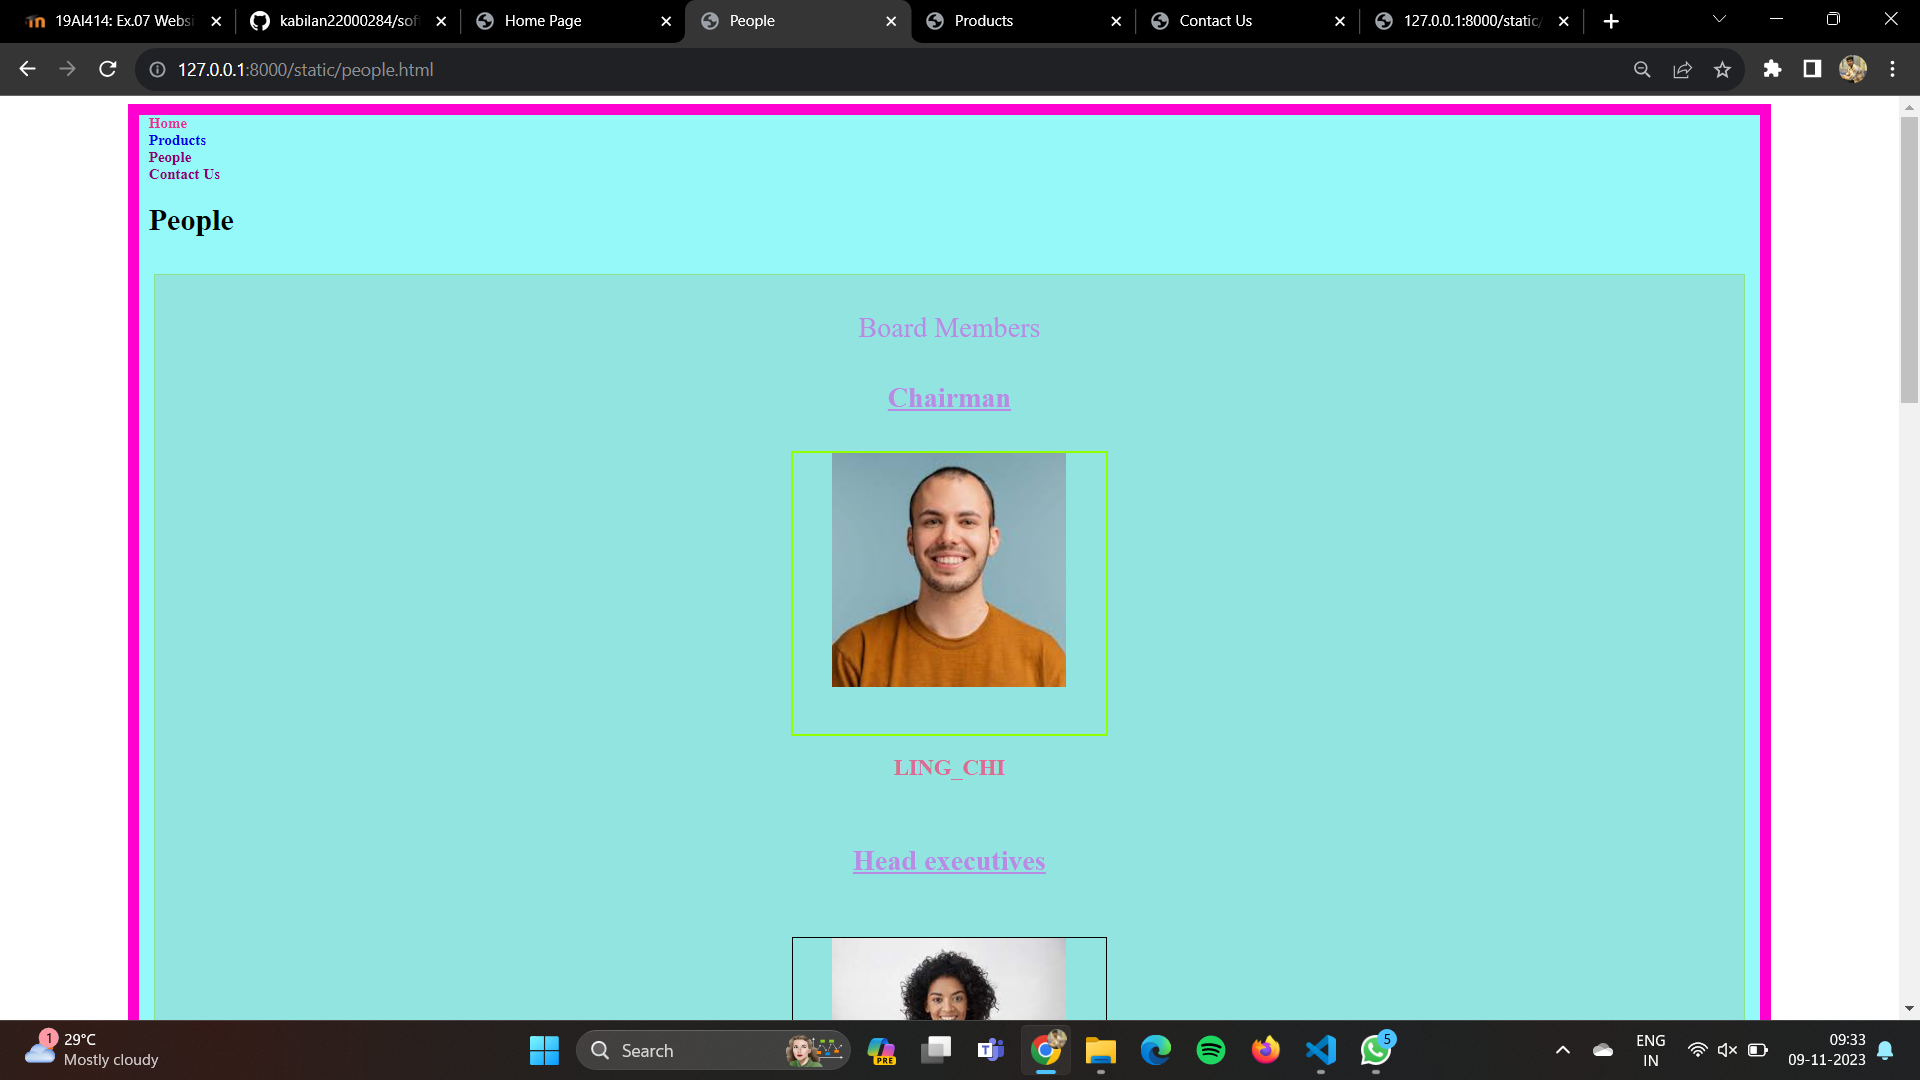 19AI414: Ex.07 Websi
kabilan22000284/sof
Home Page
People
Products
Contact Us
127.0.0.1:8000/static/
127.0.0.1:8000/static/people.html
Home
Products
People
Contact Us
People
Board Members
Chairman
LING_CHI
Head executives
1
29°C
Mostly cloudy
Search
PRE
5
ENG
IN
09:33
09-11-2023